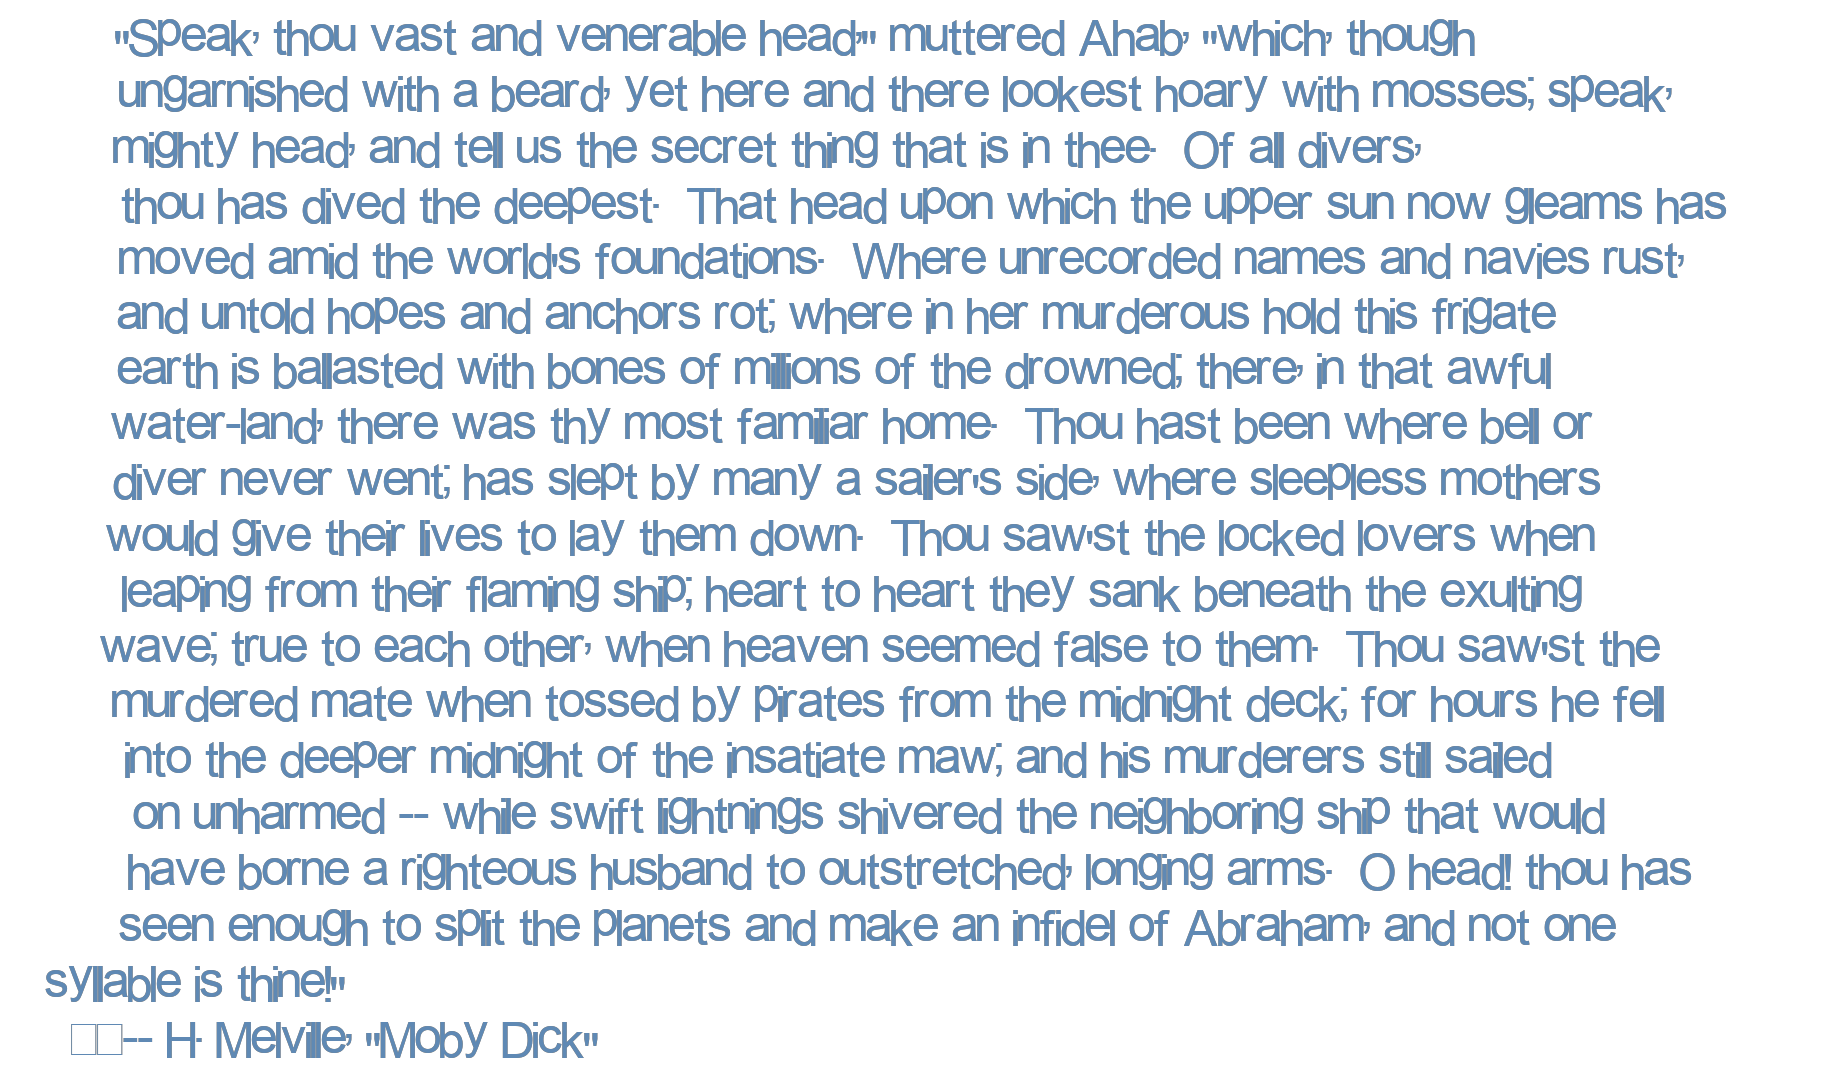 "Speak, thou vast and venerable head," muttered Ahab, "which, though
ungarnished with a beard, yet here and there lookest hoary with mosses; speak,
mighty head, and tell us the secret thing that is in thee.  Of all divers,
thou has dived the deepest.  That head upon which the upper sun now gleams has
moved amid the world's foundations.  Where unrecorded names and navies rust,
and untold hopes and anchors rot; where in her murderous hold this frigate
earth is ballasted with bones of millions of the drowned; there, in that awful
water-land, there was thy most familiar home.  Thou hast been where bell or
diver never went; has slept by many a sailer's side, where sleepless mothers
would give their lives to lay them down.  Thou saw'st the locked lovers when
leaping from their flaming ship; heart to heart they sank beneath the exulting
wave; true to each other, when heaven seemed false to them.  Thou saw'st the
murdered mate when tossed by pirates from the midnight deck; for hours he fell
into the deeper midnight of the insatiate maw; and his murderers still sailed
on unharmed -- while swift lightnings shivered the neighboring ship that would
have borne a righteous husband to outstretched, longing arms.  O head! thou has
seen enough to split the planets and make an infidel of Abraham, and not one
syllable is thine!"
-- H. Melville, "Moby Dick"